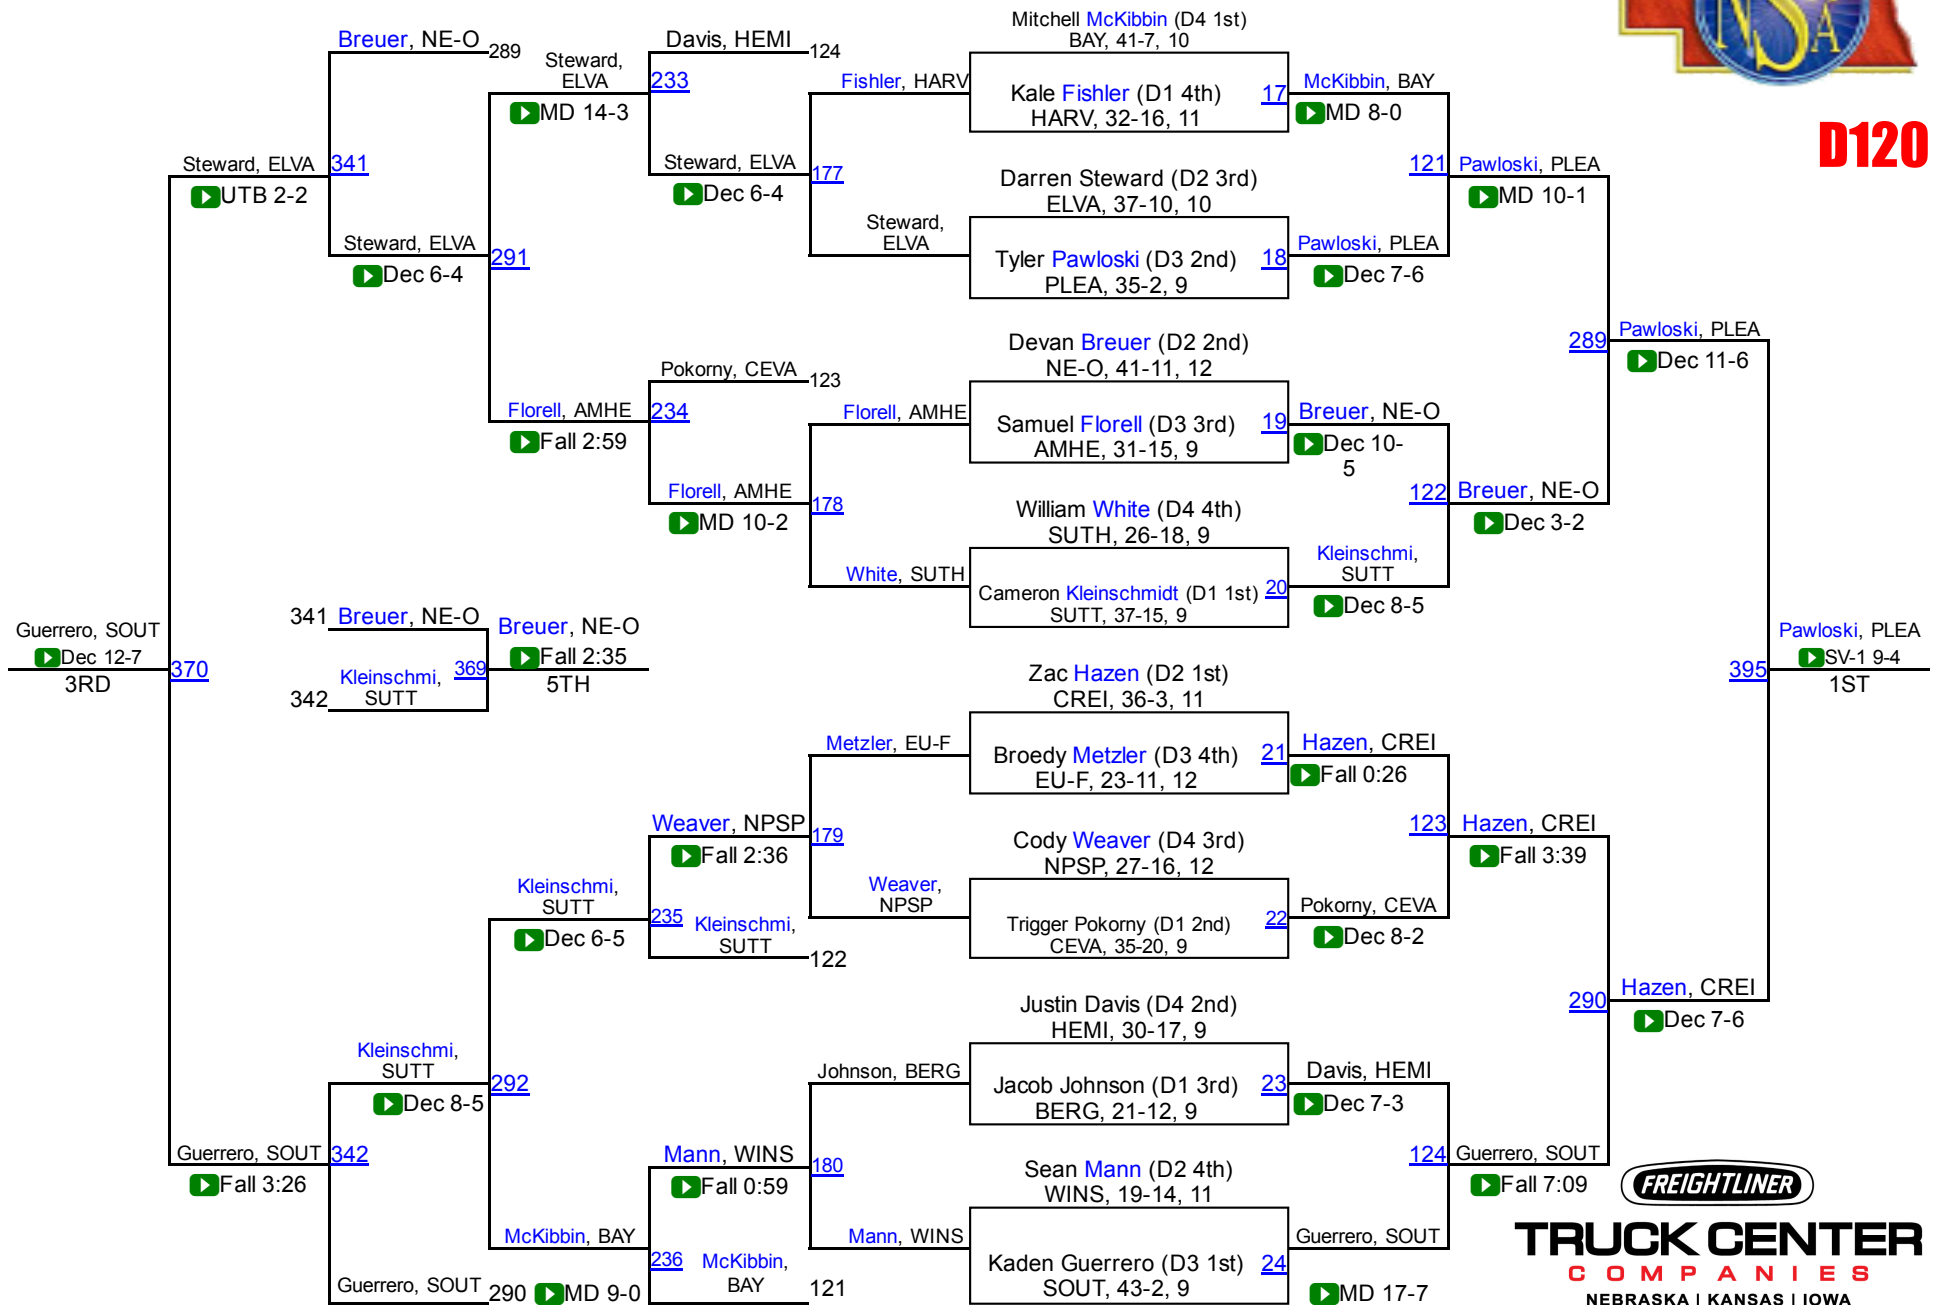 NSA
D120
Mitchell McKibbin (D4 1st)
BAY, 41-7, 10
Kale Fishler (D1 4th)
HARV, 32-16, 11
17
Darren Steward (D2 3rd)
ELVA, 37-10, 10
Tyler Pawloski (D3 2nd)
PLEA, 35-2, 9
18
Devan Breuer (D2 2nd)
NE-O, 41-11, 12
Samuel Florell (D3 3rd)
AMHE, 31-15, 9
19
William White (D4 4th)
SUTH, 26-18, 9
Cameron Kleinschmidt (D1 1st)
SUTT, 37-15, 9
20
Zac Hazen (D2 1st)
CREI, 36-3, 11
Broedy Metzler (D3 4th)
EU-F, 23-11, 12
21
Cody Weaver (D4 3rd)
NPSP, 27-16, 12
Trigger Pokorny (D1 2nd)
CEVA, 35-20, 9
22
Justin Davis (D4 2nd)
HEMI, 30-17, 9
Jacob Johnson (D1 3rd)
BERG, 21-12, 9
23
Sean Mann (D2 4th)
WINS, 19-14, 11
Kaden Guerrero (D3 1st)
SOUT, 43-2, 9
24
McKibbin, BAY
MD 8-0
121
Pawloski, PLEA
Dec 7-6
Breuer, NE-O
Dec 10-
5
122
Kleinschmi,
SUTT
Dec 8-5
Hazen, CREI
Fall 0:26
123
Pokorny, CEVA
Dec 8-2
Davis, HEMI
Dec 7-3
124
Guerrero, SOUT
MD 17-7
Pawloski, PLEA
MD 10-1
289
Breuer, NE-O
Dec 3-2
Hazen, CREI
Fall 3:39
290
Guerrero, SOUT
Fall 7:09
Pawloski, PLEA
Dec 11-6
395
Hazen, CREI
Dec 7-6
Pawloski, PLEA
SV-1 9-4
1ST
Fishler, HARV
177
Steward,
ELVA
Florell, AMHE
178
White, SUTH
Metzler, EU-F
179
Weaver,
NPSP
Johnson, BERG
180
Mann, WINS
Davis, HEMI
124
233
Steward, ELVA
Dec 6-4
Pokorny, CEVA
123
234
Florell, AMHE
MD 10-2
Weaver, NPSP
Fall 2:36
235
Kleinschmi,
SUTT
122
Mann, WINS
Fall 0:59
236
McKibbin,
BAY
121
Steward,
ELVA
MD 14-3
291
Florell, AMHE
Fall 2:59
Kleinschmi,
SUTT
Dec 6-5
292
McKibbin, BAY
MD 9-0
Breuer, NE-O
289
341
Steward, ELVA
Dec 6-4
Kleinschmi,
SUTT
Dec 8-5
342
Guerrero, SOUT
290
Steward, ELVA
UTB 2-2
370
Guerrero, SOUT
Fall 3:26
Guerrero, SOUT
Dec 12-7
3RD
341
Breuer, NE-O
369
342
Kleinschmi,
SUTT
Breuer, NE-O
Fall 2:35
5TH
FREIGHTLINER
TRUCK CENTER
COMPANIES
NEBRASKA | KANSAS | IOWA